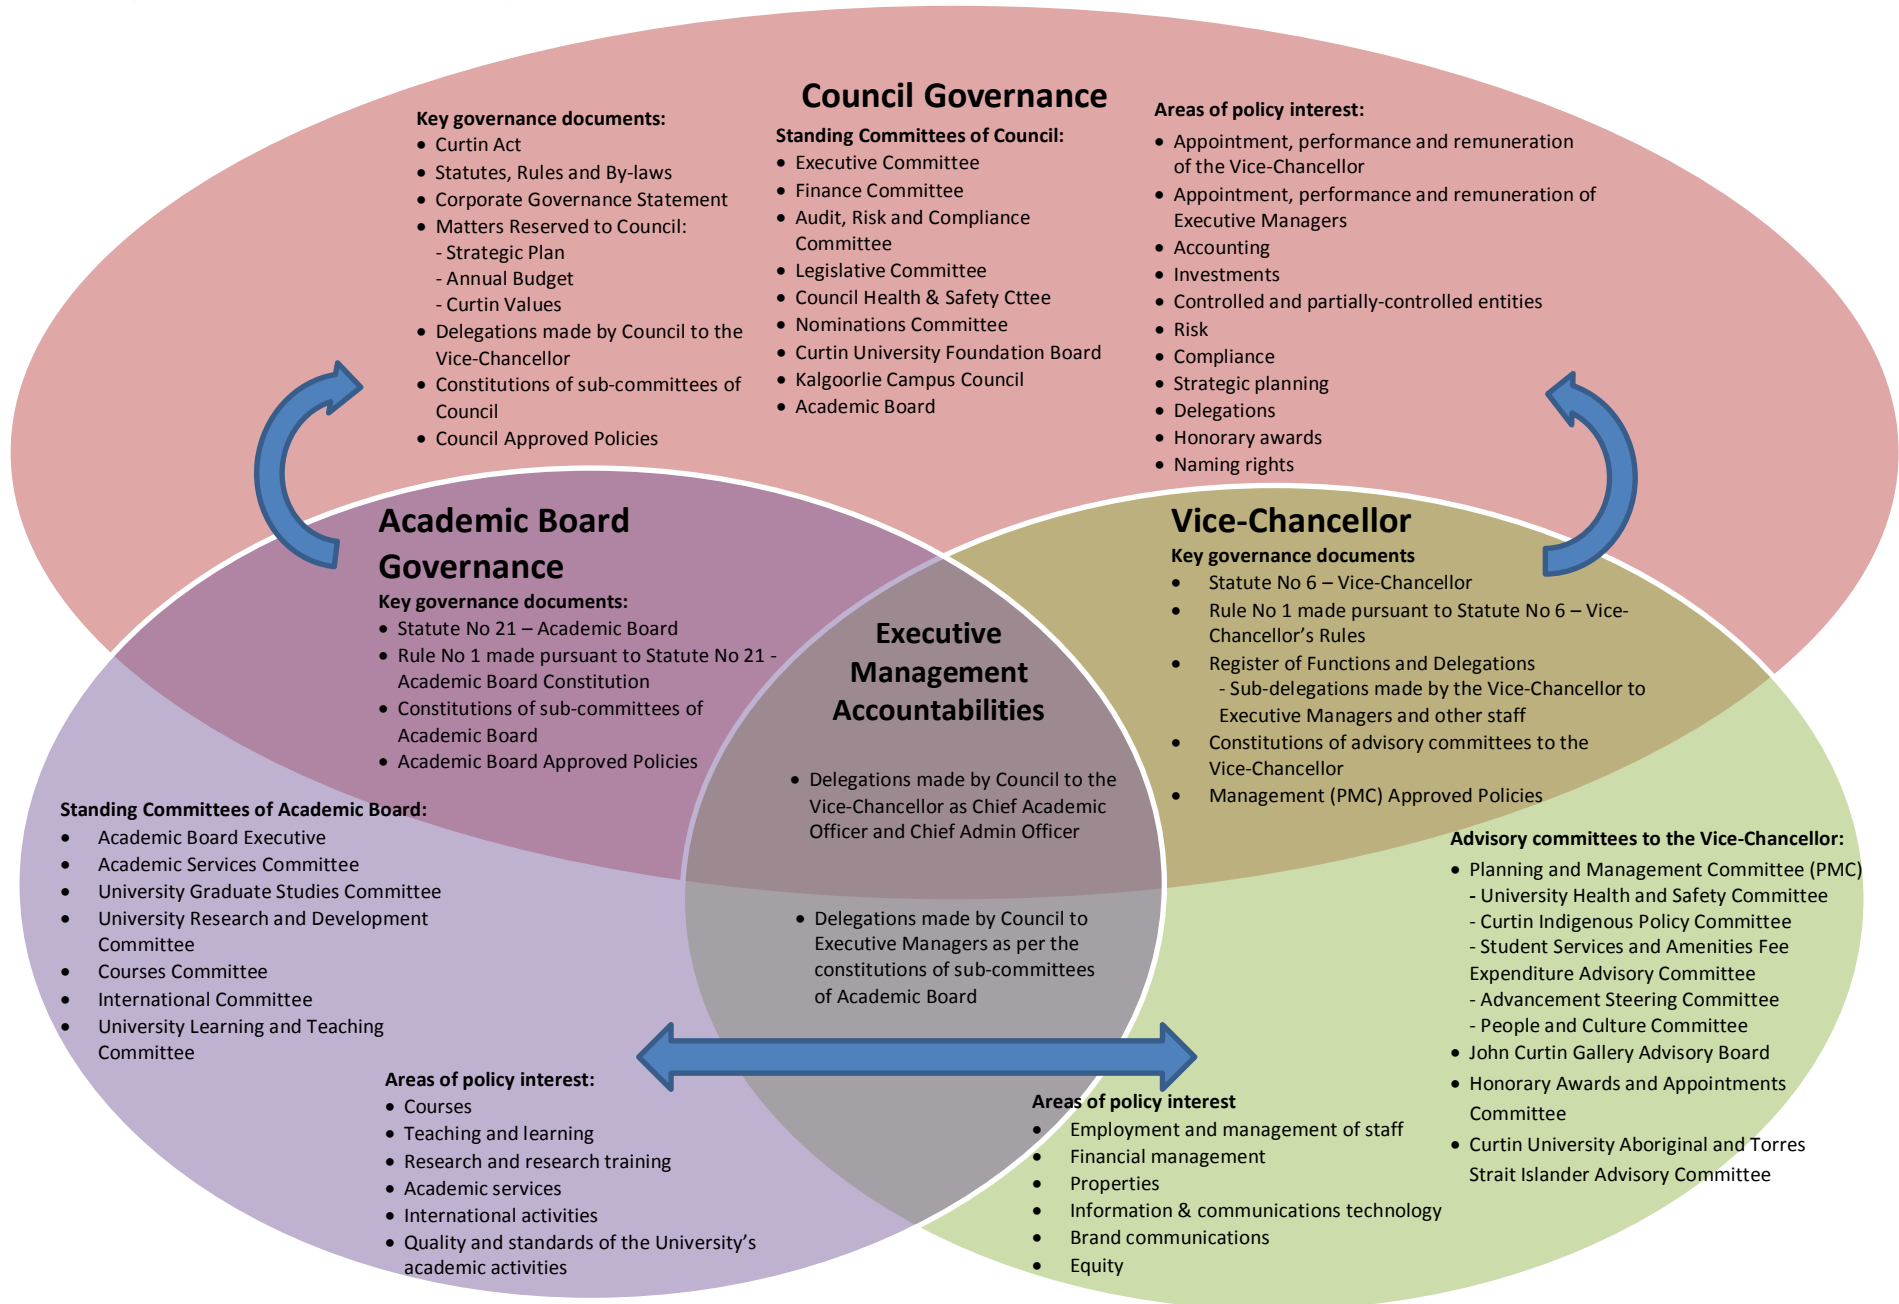 Council Governance
Key governance documents:
• Curtin Act
• Statutes, Rules and By-laws
• Corporate Governance Statement
• Matters Reserved to Council:
- Strategic Plan
- Annual Budget
- Curtin Values
• Delegations made by Council to the
Vice-Chancellor
• Constitutions of sub-committees of
Council
• Council Approved Policies
Standing Committees of Council:
• Executive Committee
• Finance Committee
• Audit, Risk and Compliance
Committee
• Legislative Committee
• Council Health & Safety Cttee
• Nominations Committee
• Curtin University Foundation Board
• Kalgoorlie Campus Council
• Academic Board
Areas of policy interest:
• Appointment, performance and remuneration
of the Vice-Chancellor
• Appointment, performance and remuneration of
Executive Managers
• Accounting
• Investments
• Controlled and partially-controlled entities
• Risk
• Compliance
• Strategic planning
• Delegations
• Honorary awards
• Naming rights
Academic Board
Governance
Key governance documents:
• Statute No 21 – Academic Board
• Rule No 1 made pursuant to Statute No 21 -
Academic Board Constitution
• Constitutions of sub-committees of
Academic Board
• Academic Board Approved Policies
Standing Committees of Academic Board:
• Academic Board Executive
• Academic Services Committee
• University Graduate Studies Committee
• University Research and Development
Committee
• Courses Committee
• International Committee
• University Learning and Teaching
Committee
Areas of policy interest:
• Courses
• Teaching and learning
• Research and research training
• Academic services
• International activities
• Quality and standards of the University's
academic activities
Executive
Management
Accountabilities
• Delegations made by Council to the
Vice-Chancellor as Chief Academic
Officer and Chief Admin Officer
• Delegations made by Council to
Executive Managers as per the
constitutions of sub-committees
of Academic Board
Vice-Chancellor
Key governance documents
• Statute No 6 – Vice-Chancellor
• Rule No 1 made pursuant to Statute No 6 – Vice-
Chancellor's Rules
• Register of Functions and Delegations
- Sub-delegations made by the Vice-Chancellor to
Executive Managers and other staff
• Constitutions of advisory committees to the
Vice-Chancellor
• Management (PMC) Approved Policies
Advisory committees to the Vice-Chancellor:
• Planning and Management Committee (PMC)
- University Health and Safety Committee
- Curtin Indigenous Policy Committee
- Student Services and Amenities Fee
Expenditure Advisory Committee
- Advancement Steering Committee
- People and Culture Committee
• John Curtin Gallery Advisory Board
• Honorary Awards and Appointments
Committee
• Curtin University Aboriginal and Torres
Strait Islander Advisory Committee
Areas of policy interest
• Employment and management of staff
• Financial management
• Properties
• Information & communications technology
• Brand communications
• Equity